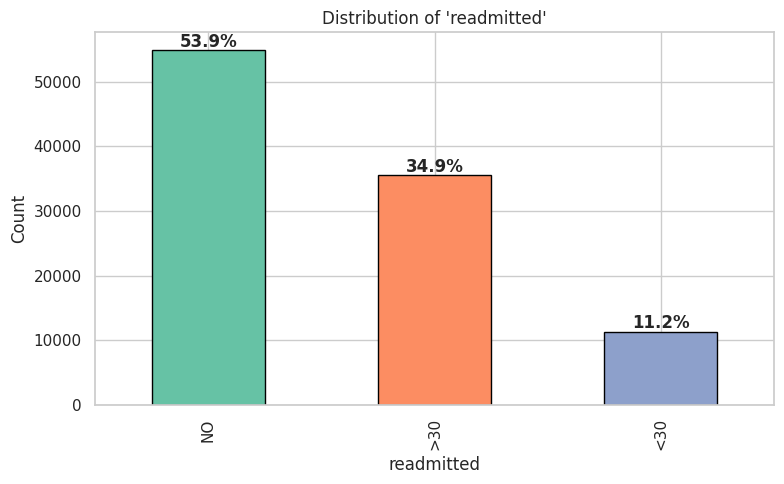 Distribution of 'readmitted'
53.9%
34.9%
11.2%
50000
40000
30000
20000
10000
0
Count
NO
>30
<30
readmitted